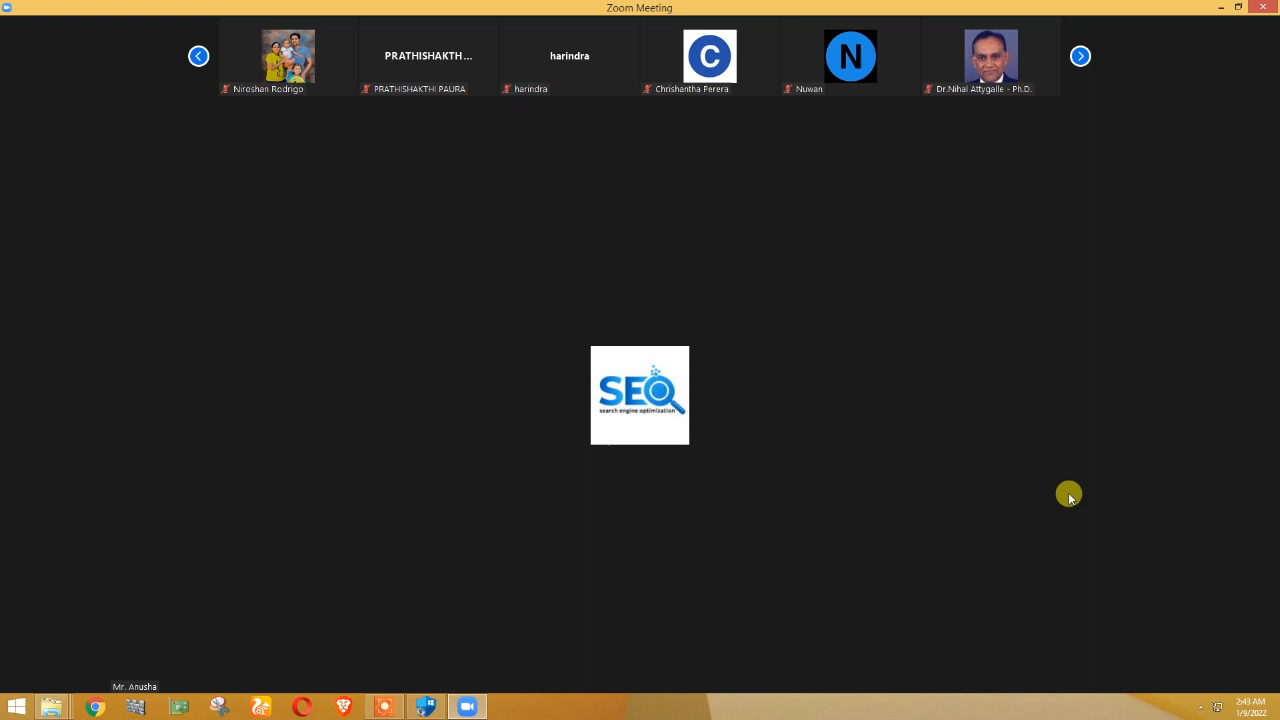 Zoom Meeting
PRATHISHAKTH...
harindra
C
N
Niroshan Rodrigo
PRATHISHAKTHI PAURA
harindra
Chrishantha Perera
Nuwan
Dr.Nihal Attygalle - Ph.D.
SEO
search engine optimization
Mr. Anusha
2:43 AM
1/9/2022